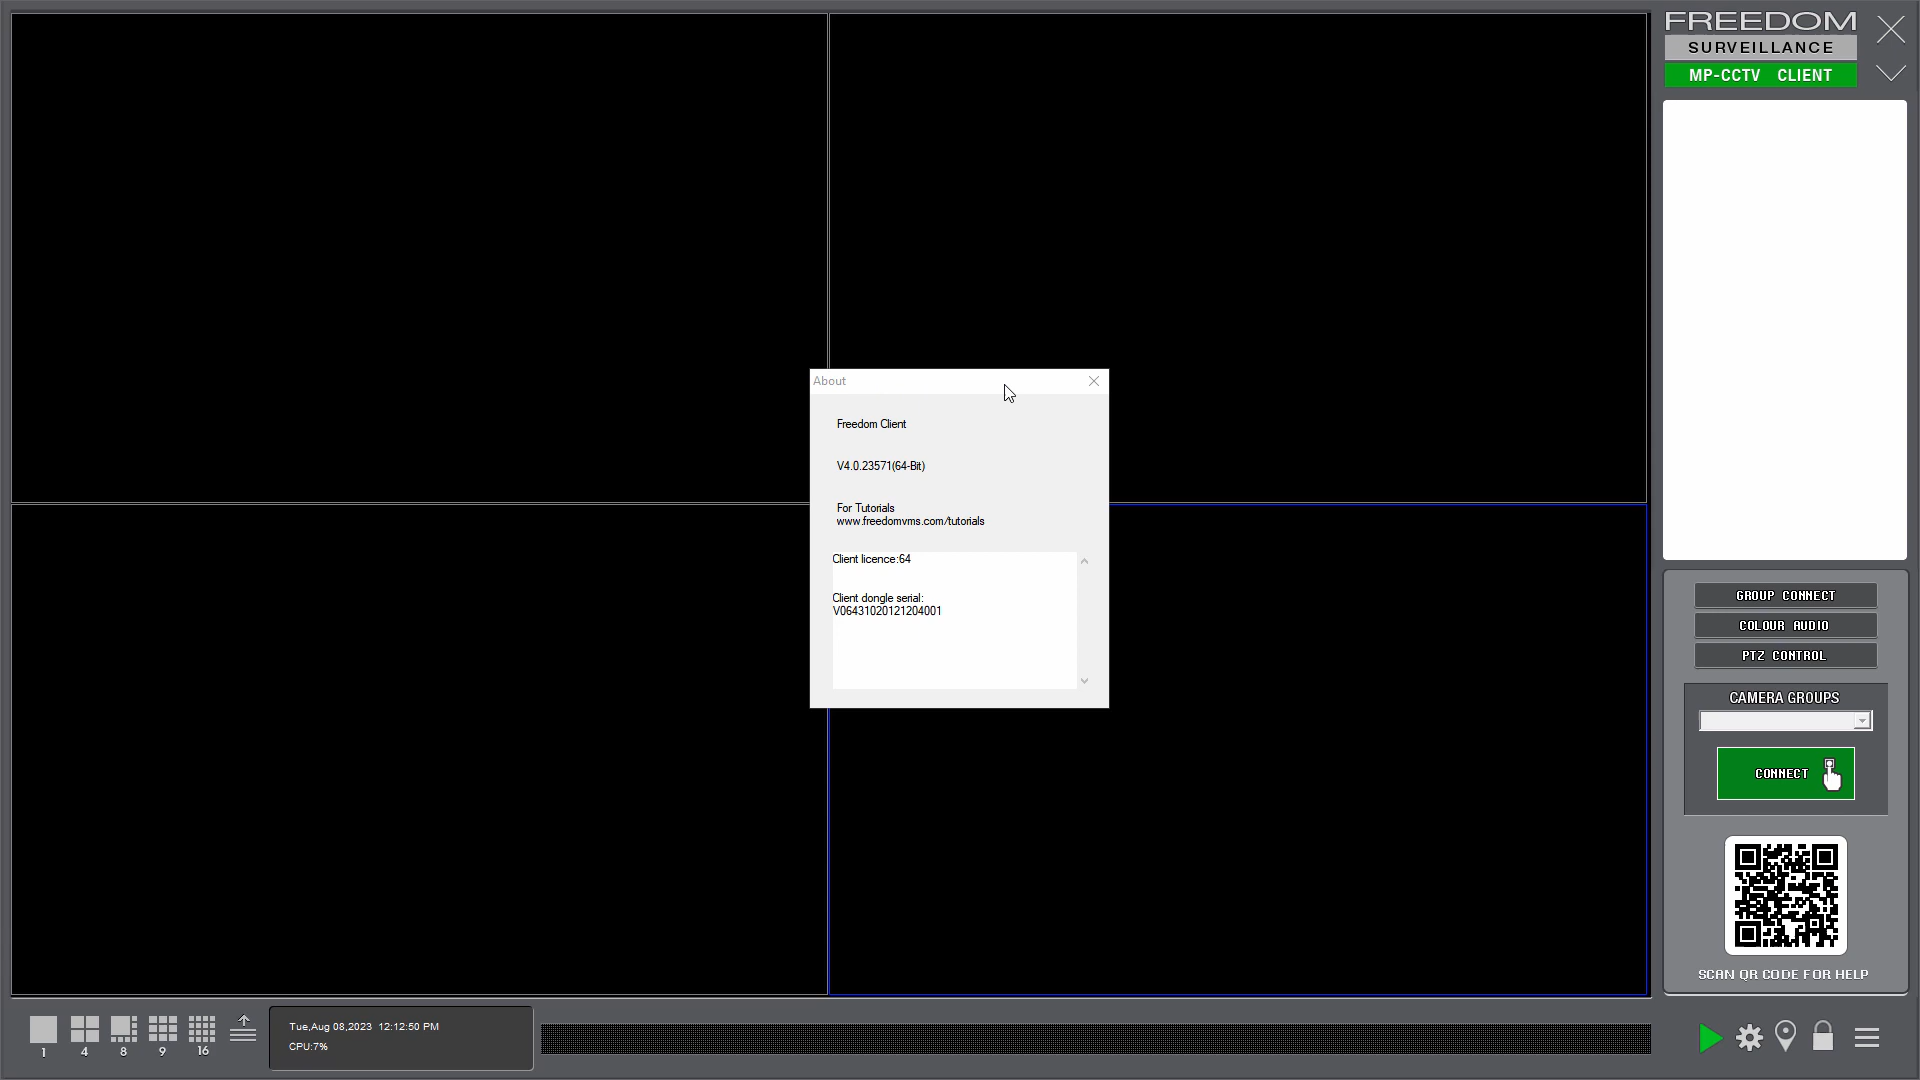 FREEDOM
SURVEILLANCE
MP-CCTV CLIENT
About
Freedom Client
V4.0.23571(64-Bit)
For Tutorials
www.freedomvms.com/tutorials
Client licence:64
Client dongle serial:
V06431020121204001
GROUP CONNECT
COLOUR AUDIO
PTZ CONTROL
CAMERA GROUPS
CONNECT
SCAN QR CODE FOR HELP
1 4 8 9 16
Tue,Aug 08,2023 12:12:50 PM
CPU:7%